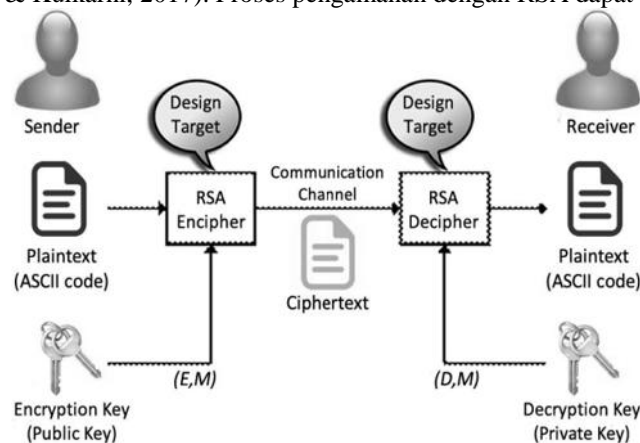 & Kumarni, 2017). Proses pengamanan dengan RSA dapat
Sender
Design
Target
Design
Target
Receiver
Plaintext
(ASCII code)
RSA
Encipher
Communication
Channel
Ciphertext
RSA
Decipher
Plaintext
(ASCII code)
Encryption Key
(Public Key)
(E,M)
(D,M)
Decryption Key
(Private Key)